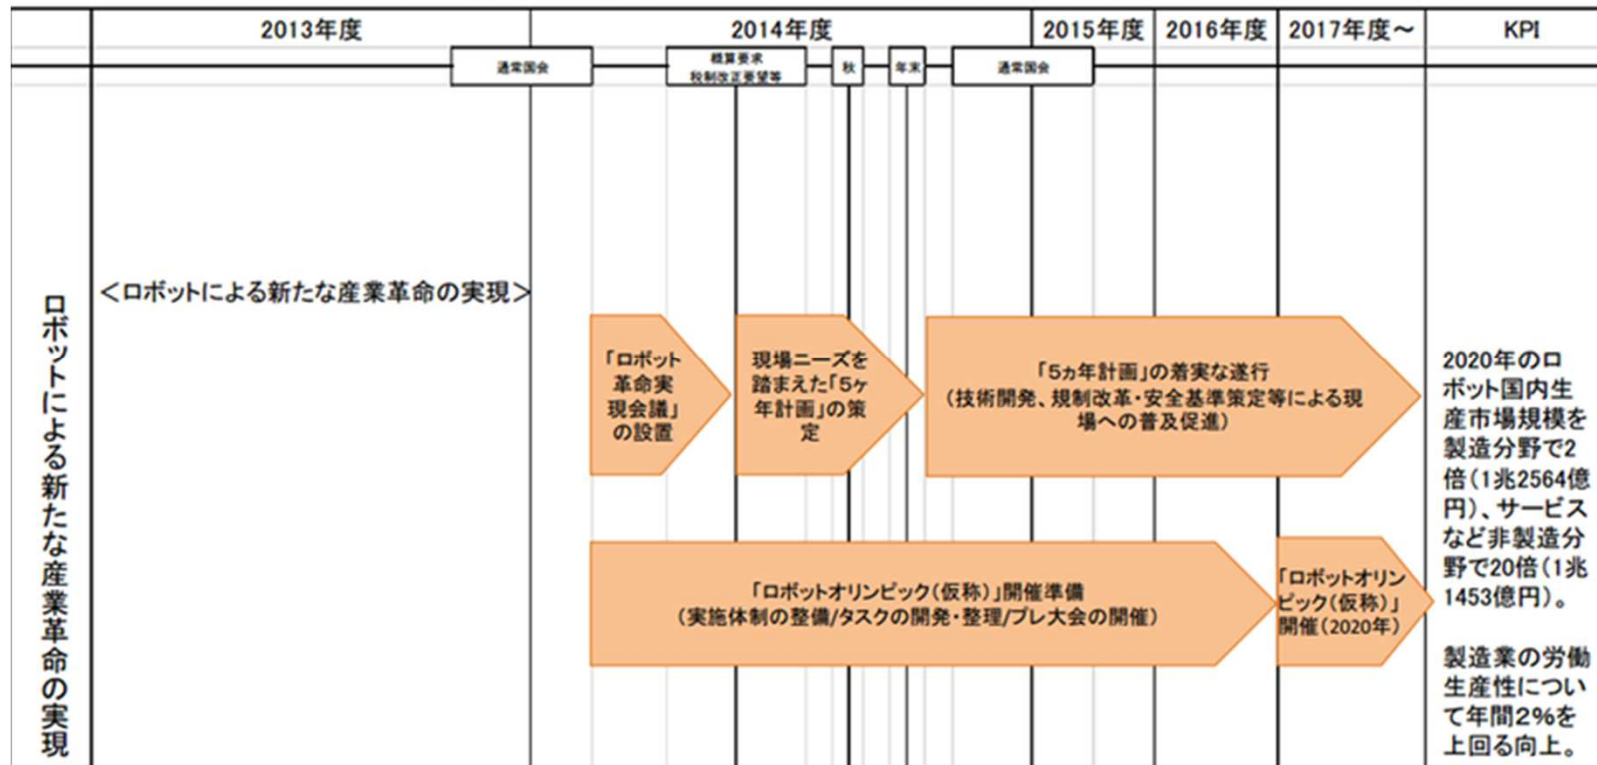 2013年度
2014年度
2015年度
2016年度
2017年度～
KPI
通常国会
概算要求
税制改正要望等
秋
年末
通常国会
ロボットによる新たな産業革命の実現
＜ロボットによる新たな産業革命の実現＞
「ロボット
革命実
現会議」
の設置
現場ニーズを
踏まえた「5ヶ
年計画」の策
定
「5ヵ年計画」の着実な遂行
（技術開発、規制改革・安全基準策定等による現
場への普及促進）
「ロボットオリンピック（仮称）」開催準備
（実施体制の整備/タスクの開発・整理/プレ大会の開催）
「ロボットオリン
ピック（仮称）」
開催（2020年）
2020年のロ
ボット国内生
産市場規模を
製造分野で2
倍（1兆2564億
円）、サービス
など非製造分
野で20倍（1兆
1453億円）。
製造業の労働
生産性につい
て年間2%を
上回る向上。